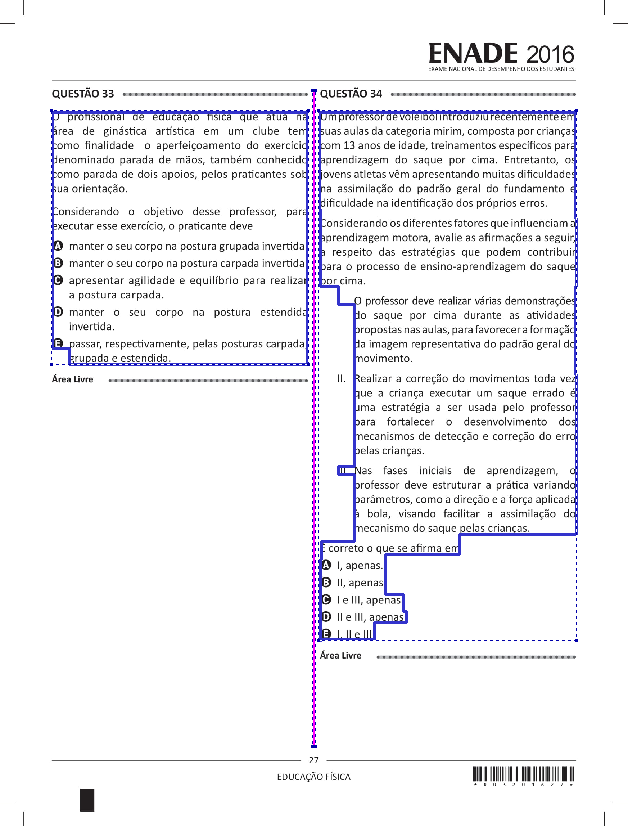 ENADE 2016
EXAME NACIONAL DE DESEMPENHO DOS ESTUDANTES
QUESTÃO 33
O profissional de educação física que atua na
área de ginástica artística em um clube tem
como finalidade o aperfeiçoamento do exercício
denominado parada de mãos, também conhecido
como parada de dois apoios, pelos praticantes sob
sua orientação.
Considerando o objetivo desse professor, para
executar esse exercício, o praticante deve
A manter o seu corpo na postura grupada invertida.
B manter o seu corpo na postura carpada invertida.
C apresentar agilidade e equilíbrio para realizar
a postura carpada.
D manter o seu corpo na postura estendida
invertida.
E passar, respectivamente, pelas posturas carpada,
grupada e estendida.
Área Livre
QUESTÃO 34
Um professor de voleibol introduziu recentemente em
suas aulas da categoria mirim, composta por crianças
com 13 anos de idade, treinamentos específicos para
aprendizagem do saque por cima. Entretanto, os
jovens atletas vêm apresentando muitas dificuldades
na assimilação do padrão geral do fundamento e
dificuldade na identificação dos próprios erros.
Considerando os diferentes fatores que influenciam a
aprendizagem motora, avalie as afirmações a seguir,
a respeito das estratégias que podem contribuir
para o processo de ensino-aprendizagem do saque
por cima.
O professor deve realizar várias demonstrações
do saque por cima durante as atividades
propostas nas aulas, para favorecer a formação
da imagem representativa do padrão geral do
movimento.
II. Realizar a correção do movimentos toda vez
que a criança executar um saque errado é
uma estratégia a ser usada pelo professor
para fortalecer o desenvolvimento dos
mecanismos de detecção e correção do erro
pelas crianças.
III. Nas fases iniciais de aprendizagem, o
professor deve estruturar a prática variando
parâmetros, como a direção e a força aplicada
à bola, visando facilitar a assimilação do
mecanismo do saque pelas crianças.
É correto o que se afirma em
A I, apenas.
B II, apenas.
C I e III, apenas.
D II e III, apenas.
E I, II e III.
Área Livre
27
EDUCAÇÃO FÍSICA